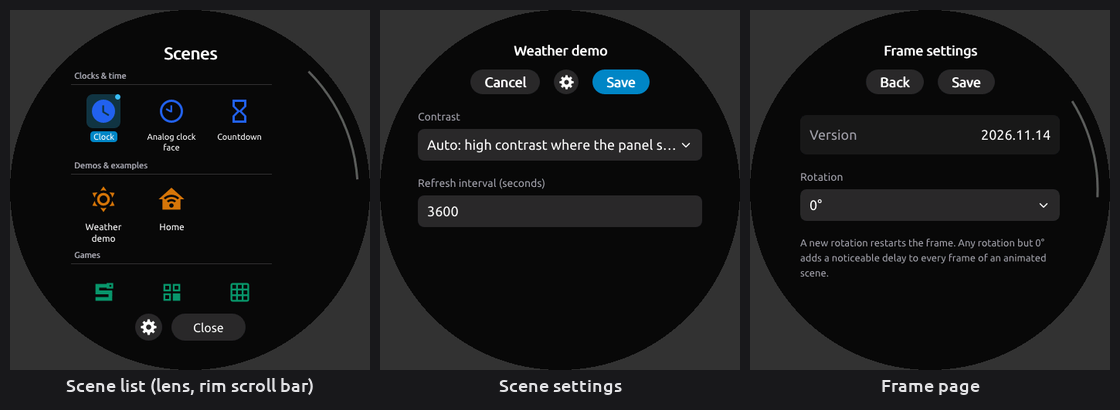 Scenes
Clocks & time
Clock
Analog clock
face
Countdown
Demos & examples
Weather
demo
Home
Games
Close
Scene list (lens, rim scroll bar)
Weather demo
Cancel
Save
Contrast
Auto: high contrast where the panel s...
Refresh interval (seconds)
3600
Scene settings
Frame settings
Back
Save
Version
2026.11.14
Rotation
0°
A new rotation restarts the frame. Any rotation but 0°
adds a noticeable delay to every frame of an animated
scene.
Frame page